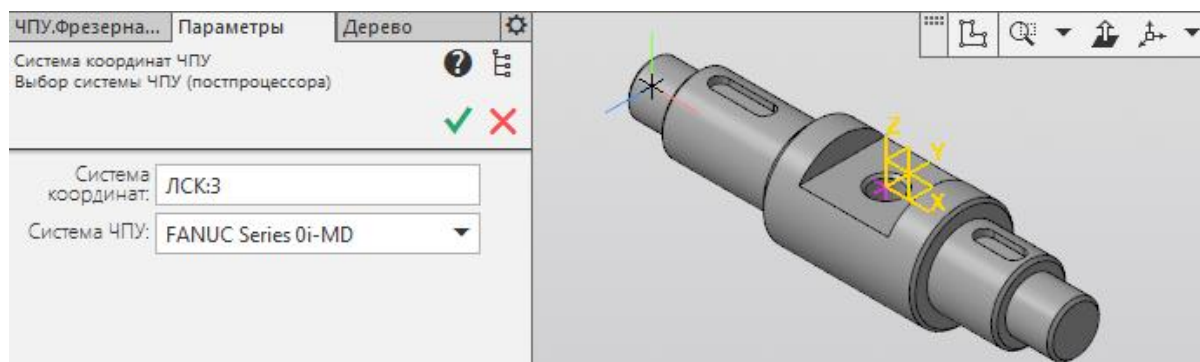 ЧПУ.Фрезерна... Параметры Дерево
Система координат ЧПУ
Выбор системы ЧПУ (постпроцессора)
Система
координат: ЛСК:3
Система ЧПУ: FANUC Series 0i-MD
Z
Y
X